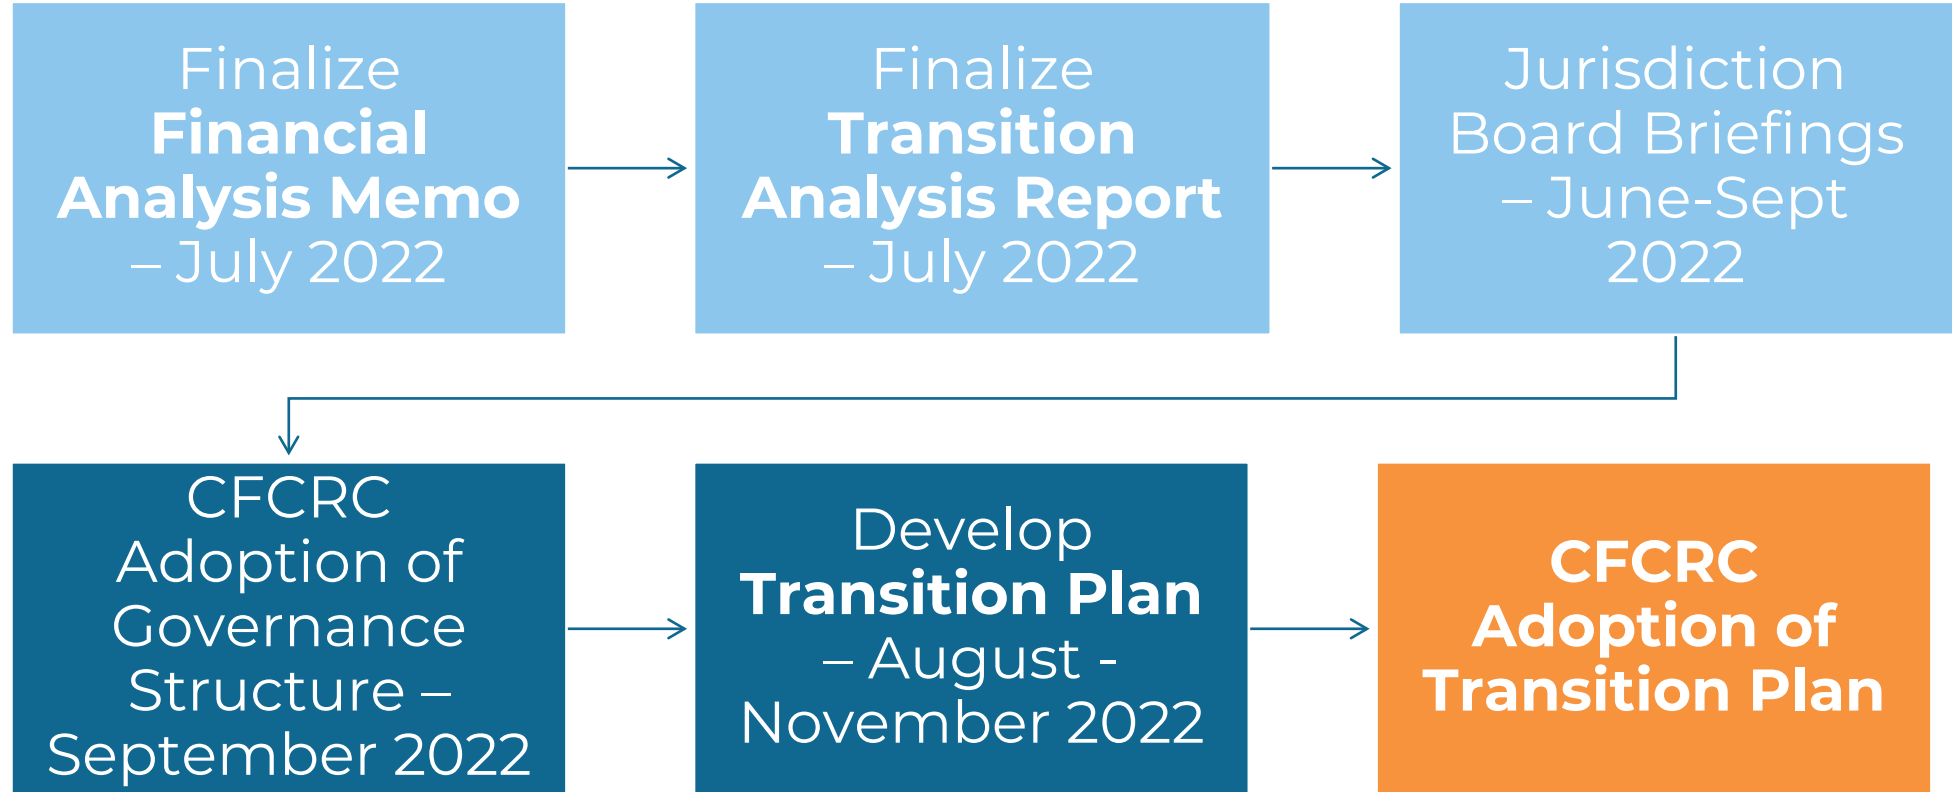 Finalize
Financial
Analysis Memo
– July 2022
Finalize
Transition
Analysis Report
– July 2022
Jurisdiction
Board Briefings
– June-Sept
2022
CFCRC
Adoption of
Governance
Structure –
September 2022
Develop
Transition Plan
– August -
November 2022
CFCRC
Adoption of
Transition Plan